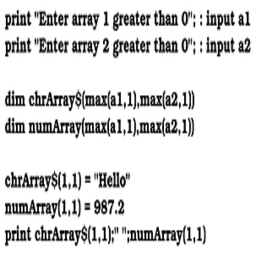 print "Enter array 1 greater than 0"; : input a1
print "Enter array 2 greater than 0"; : input a2
dim chrArray$(max(a1,1),max(a2,1))
dim numArray(max(a1,1),max(a2,1))
chrArray$(1,1) = "Hello"
numArray(1,1) = 987.2
print chrArray$(1,1);" ";numArray(1,1)